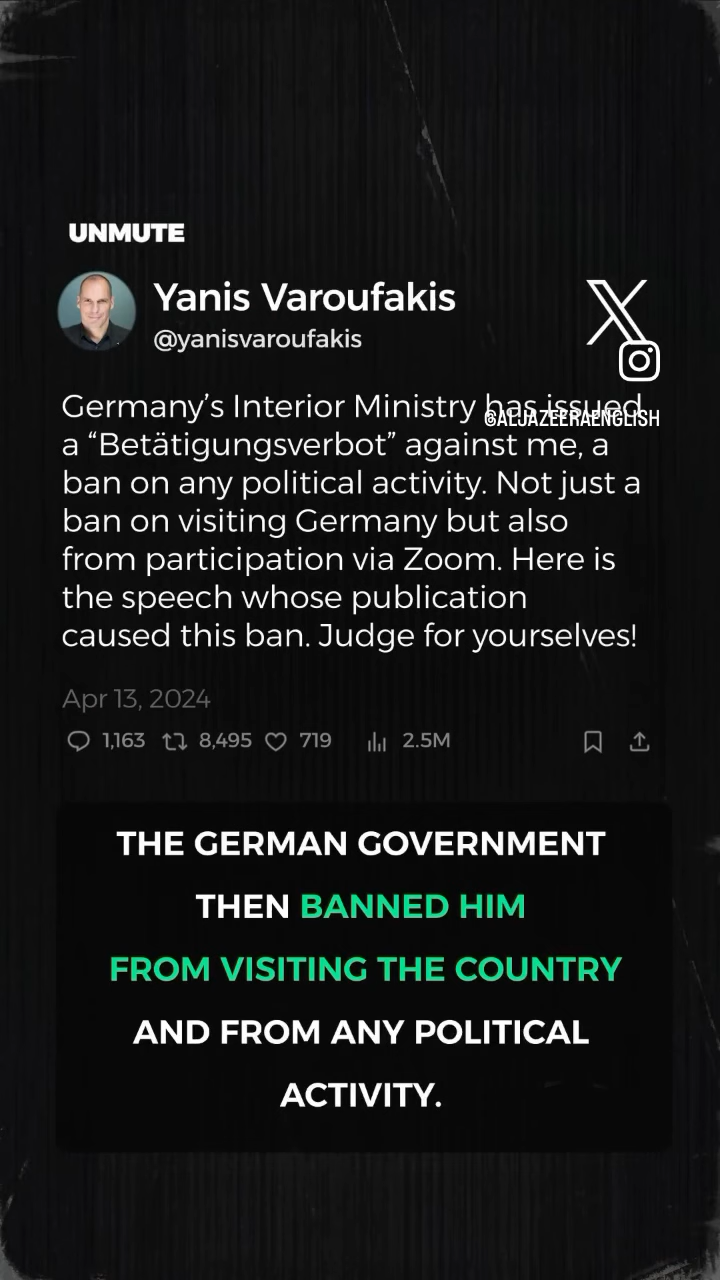 UNMUTE
Yanis Varoufakis
@yanisvaroufakis
@ALJAZEERAENGLISH
Germany’s Interior Ministry has issued
a “Betätigungsverbot” against me, a
ban on any political activity. Not just a
ban on visiting Germany but also
from participation via Zoom. Here is
the speech whose publication
caused this ban. Judge for yourselves!
Apr 13, 2024
1,163 8,495 719 2.5M
THE GERMAN GOVERNMENT
THEN BANNED HIM
FROM VISITING THE COUNTRY
AND FROM ANY POLITICAL
ACTIVITY.